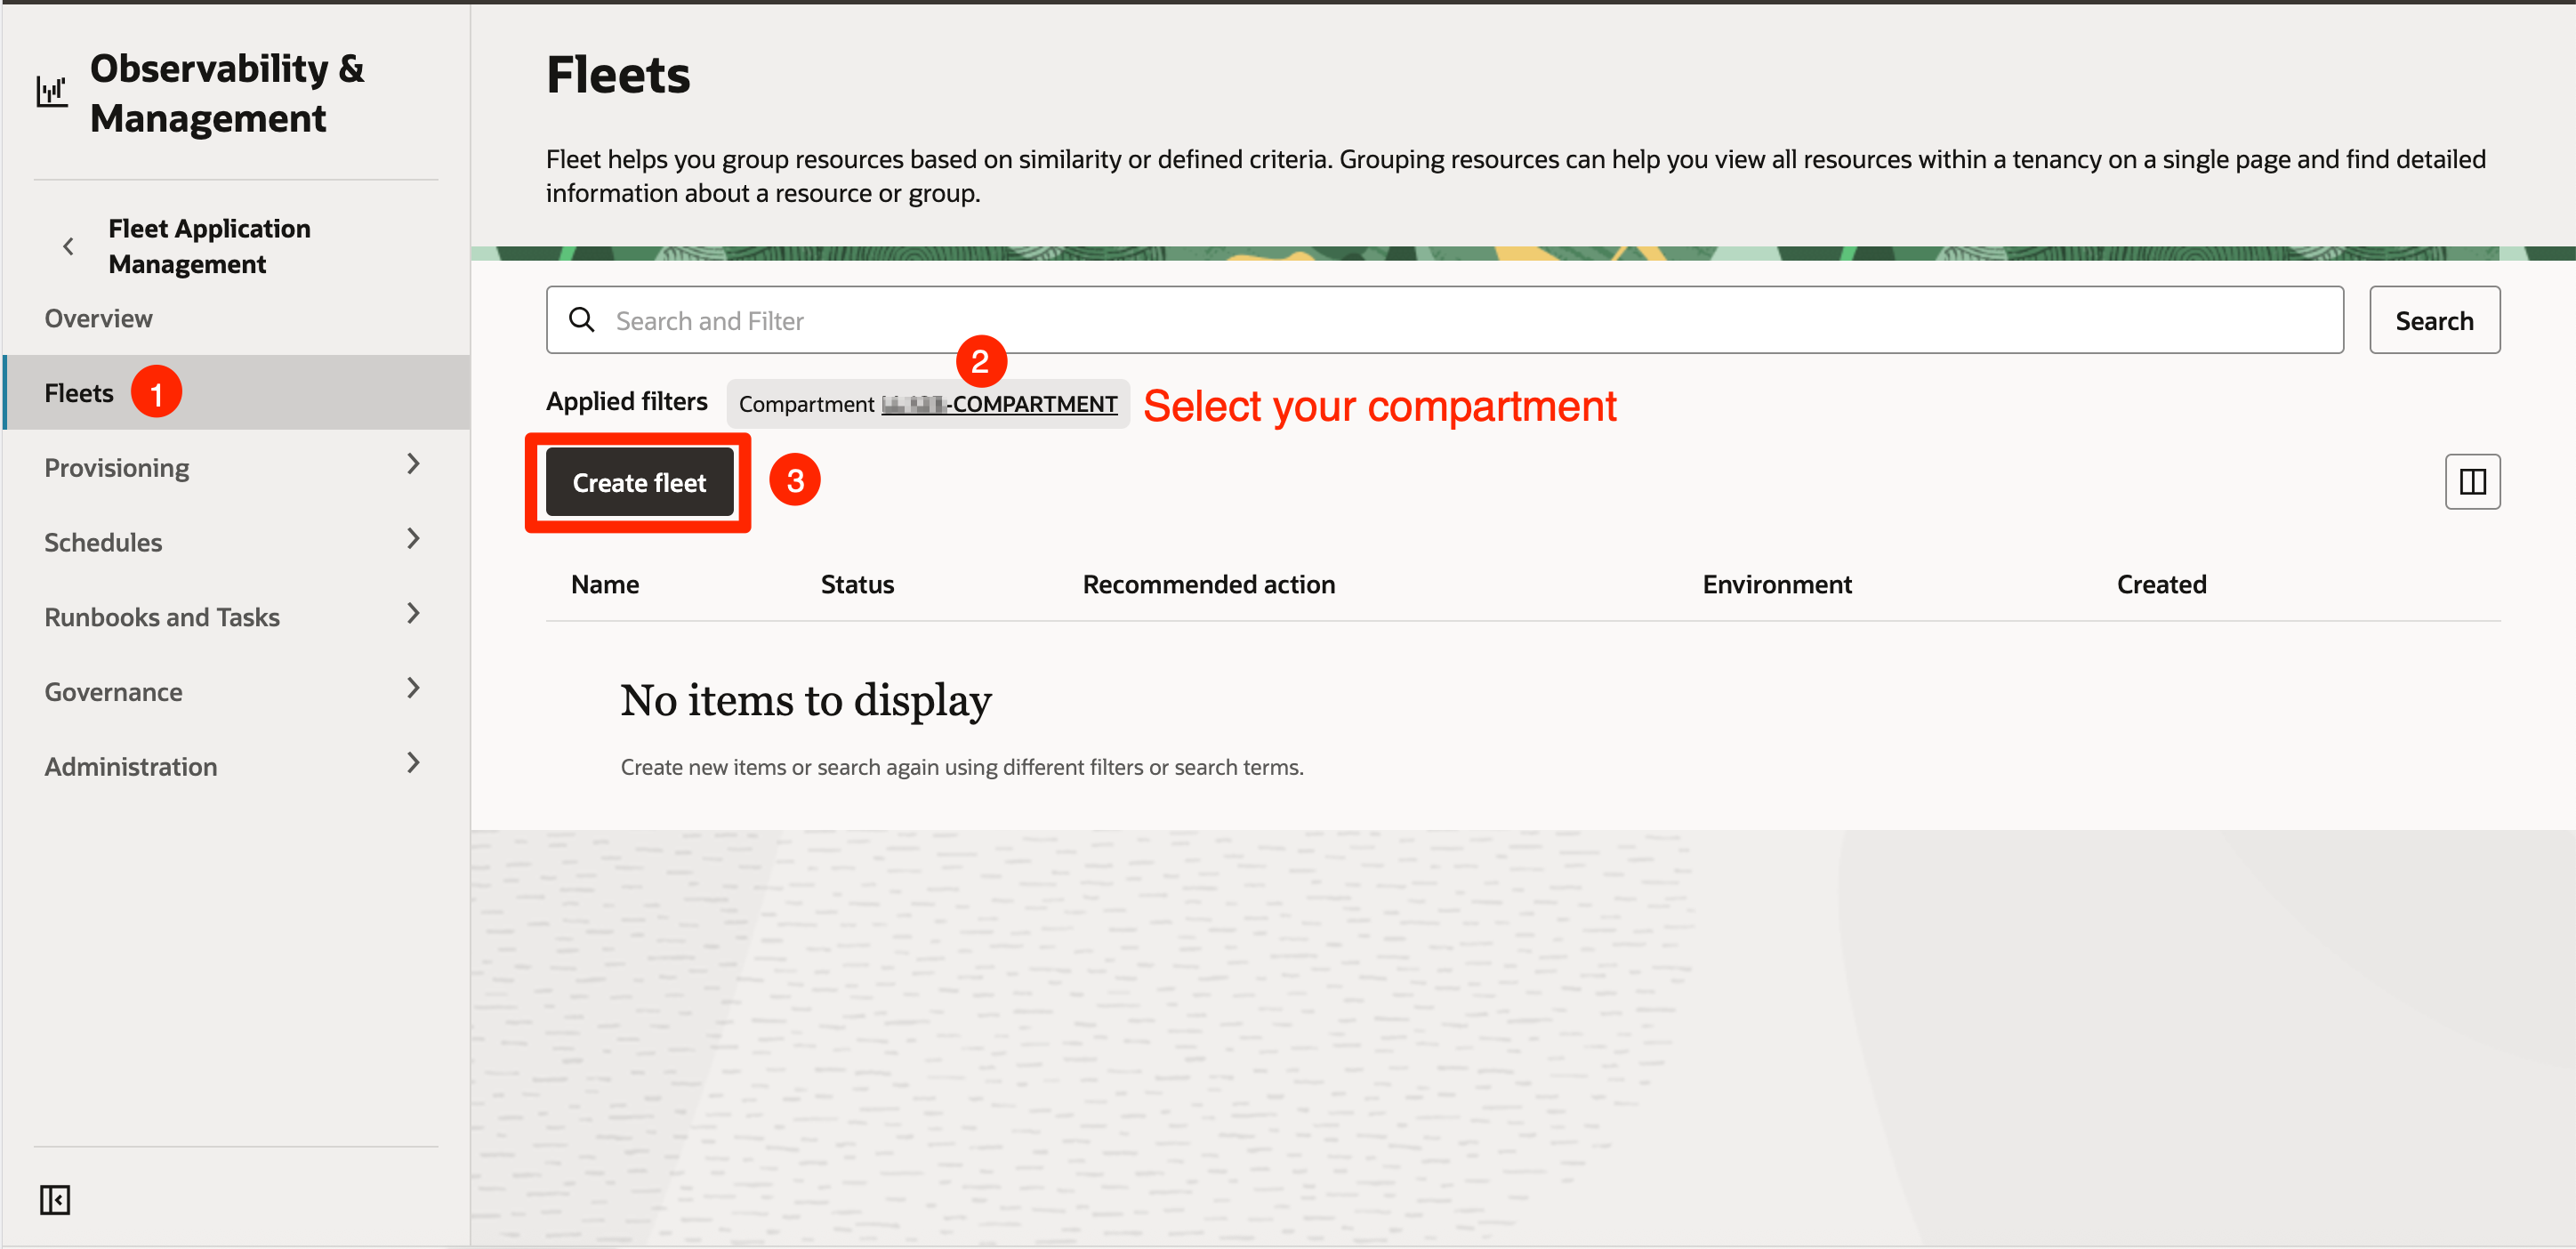 Observability &
Management
Fleet Application
Management
Overview
Fleets 1
Provisioning
Schedules
Runbooks and Tasks
Governance
Administration
Fleets
Fleet helps you group resources based on similarity or defined criteria. Grouping resources can help you view all resources within a tenancy on a single page and find detailed
information about a resource or group.
Search and Filter Search
2
Applied filters Compartment -COMPARTMENT Select your compartment
Create fleet 3
Name Status Recommended action Environment Created
No items to display
Create new items or search again using different filters or search terms.